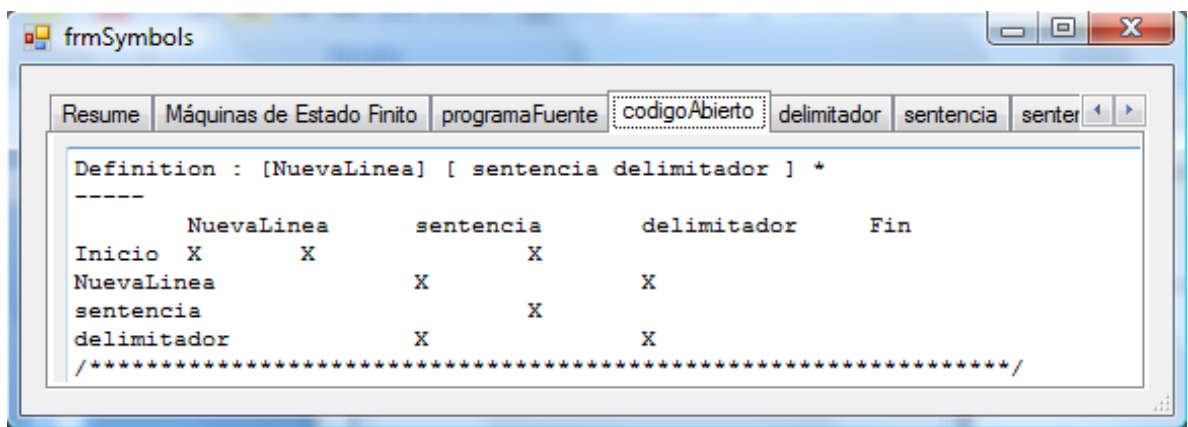 frmSymbols
Resume Máquinas de Estado Finito programaFuente codigoAbierto delimitador sentencia senter
Definition : [NuevaLinea] [ sentencia delimitador ] *
-----
NuevaLinea sentencia delimitador Fin
Inicio X X X
NuevaLinea X X
sentencia X
delimitador X X
/*****************************************************************/